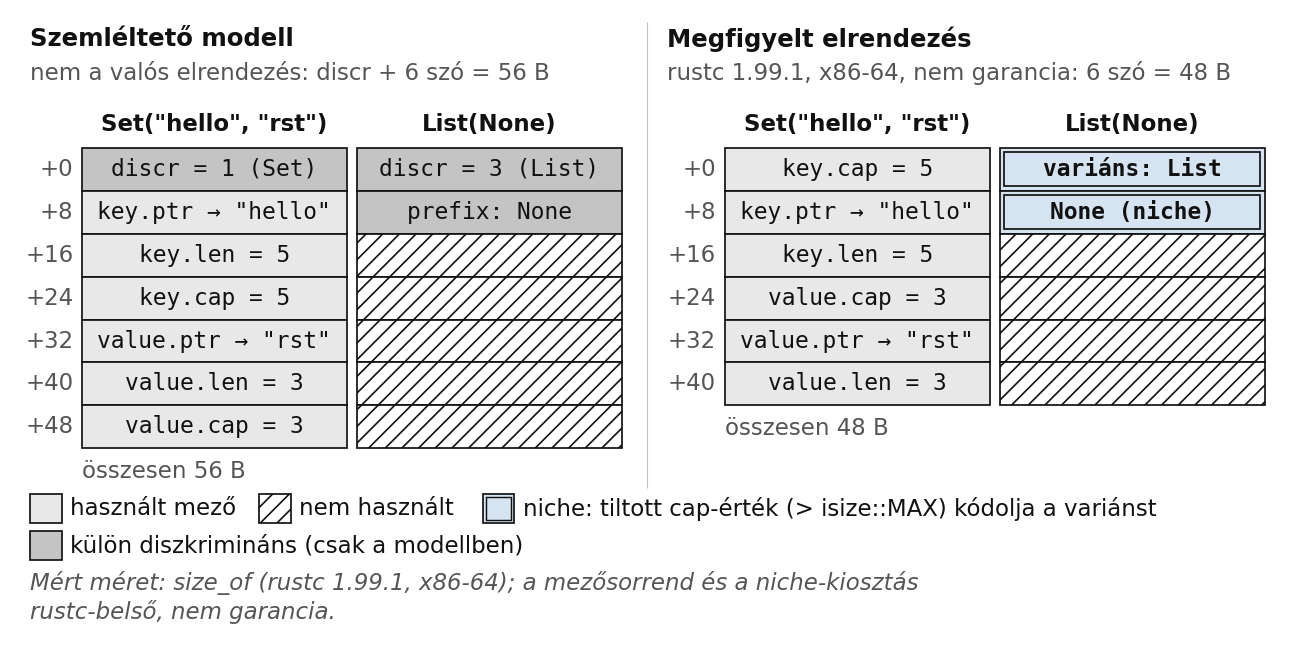 Szemléltető modell
nem a valós elrendezés: discr + 6 szó = 56 B
Set("hello", "rst") List(None)
+0 discr = 1 (Set) discr = 3 (List)
+8 key.ptr → "hello" prefix: None
+16 key.len = 5
+24 key.cap = 5
+32 value.ptr → "rst"
+40 value.len = 3
+48 value.cap = 3
összesen 56 B
Megfigyelt elrendezés
rustc 1.99.1, x86-64, nem garancia: 6 szó = 48 B
Set("hello", "rst") List(None)
+0 key.cap = 5 variáns: List
+8 key.ptr → "hello" None (niche)
+16 key.len = 5
+24 value.cap = 3
+32 value.ptr → "rst"
+40 value.len = 3
összesen 48 B
használt mező nem használt niche: tiltott cap-érték (> isize::MAX) kódolja a variánst
külön diszkrimináns (csak a modellben)
Mért méret: size_of (rustc 1.99.1, x86-64); a mezősorrend és a niche-kiosztás
rustc-belső, nem garancia.